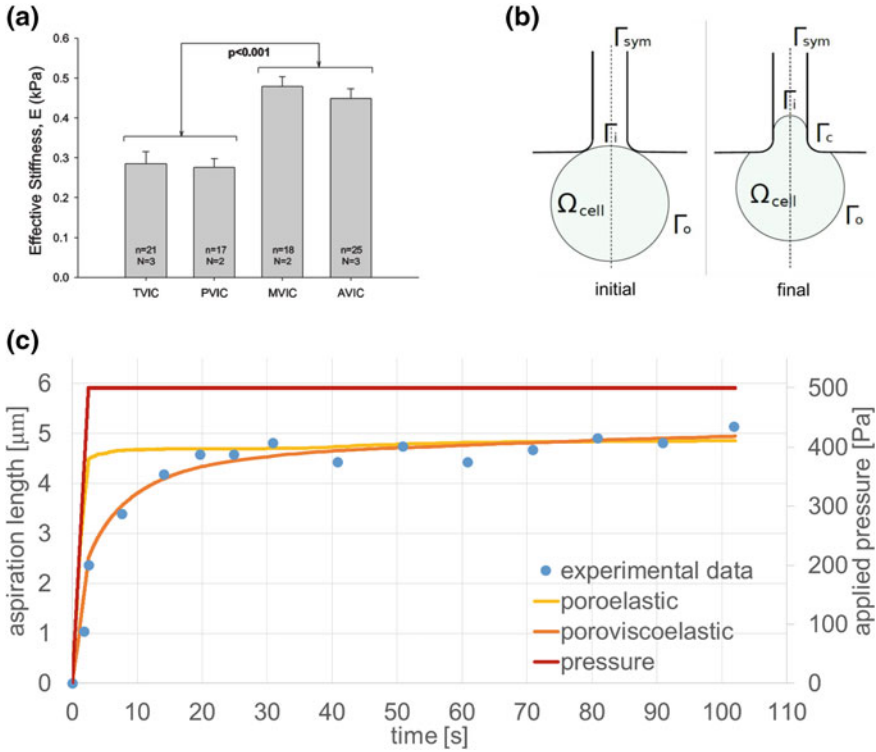 (a)
Effective Stiffness, E (kPa)
0.6
0.5
0.4
0.3
0.2
0.1
0.0
p<0.001
n=21
N=3
n=17
N=2
n=18
N=2
n=25
N=3
TVIC PVIC MVIC AVIC
(b)
Γsym
Γi
Ωcell
Γo
initial
Γsym
Γi
Γc
Ωcell
Γo
final
(c)
aspiration length [μm]
6
5
4
3
2
1
0
500
400
300
200
100
0
applied pressure [Pa]
experimental data
poroelastic
poroviscoelastic
pressure
0 10 20 30 40 50 60 70 80 90 100 110
time [s]